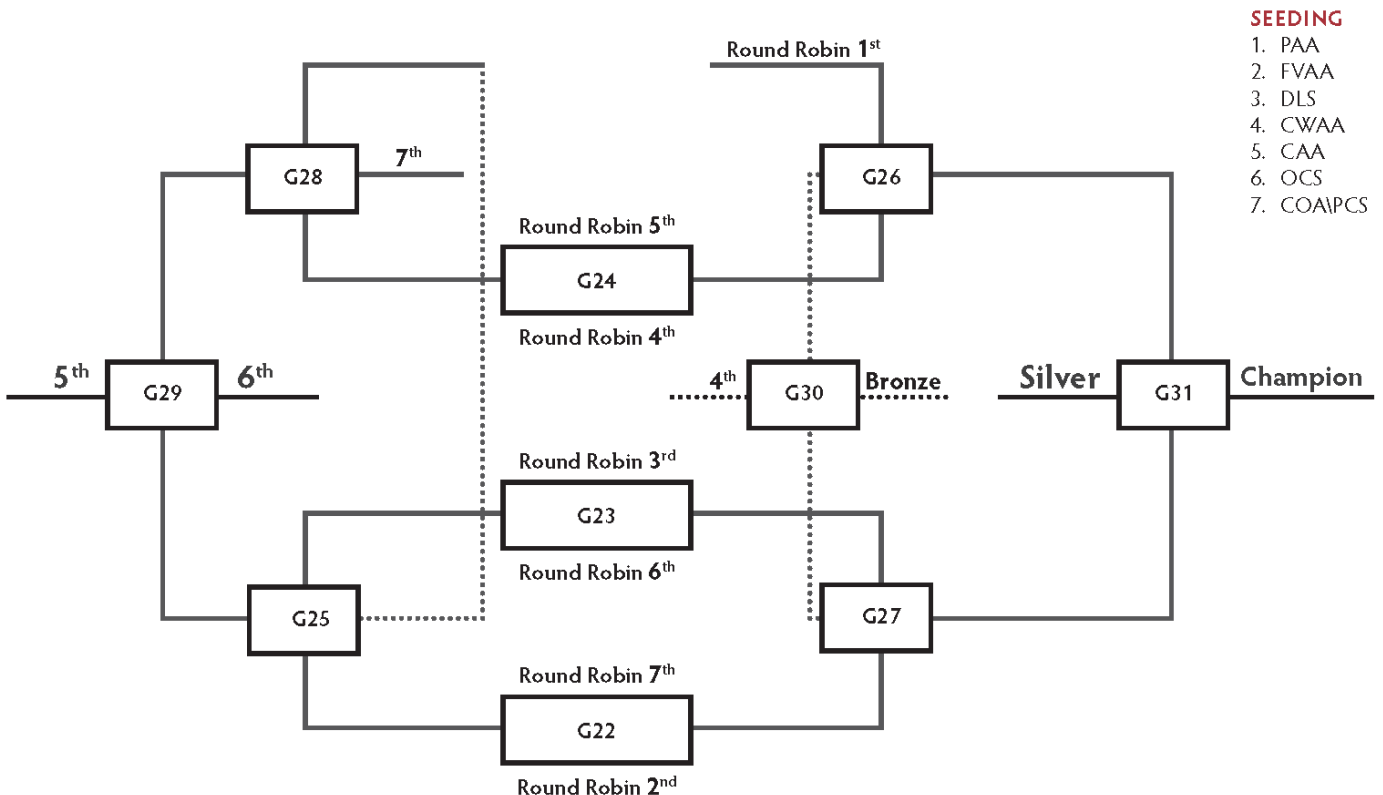 SEEDING
1. PAA
2. FVAA
3. DLS
4. CWAA
5. CAA
6. OCS
7. COA\PCS
Round Robin 1st
G28
7th
G26
Round Robin 5th
G24
Round Robin 4th
5th
G29
6th
4th
G30
Bronze
Silver
G31
Champion
Round Robin 3rd
G23
Round Robin 6th
G25
G27
Round Robin 7th
G22
Round Robin 2nd